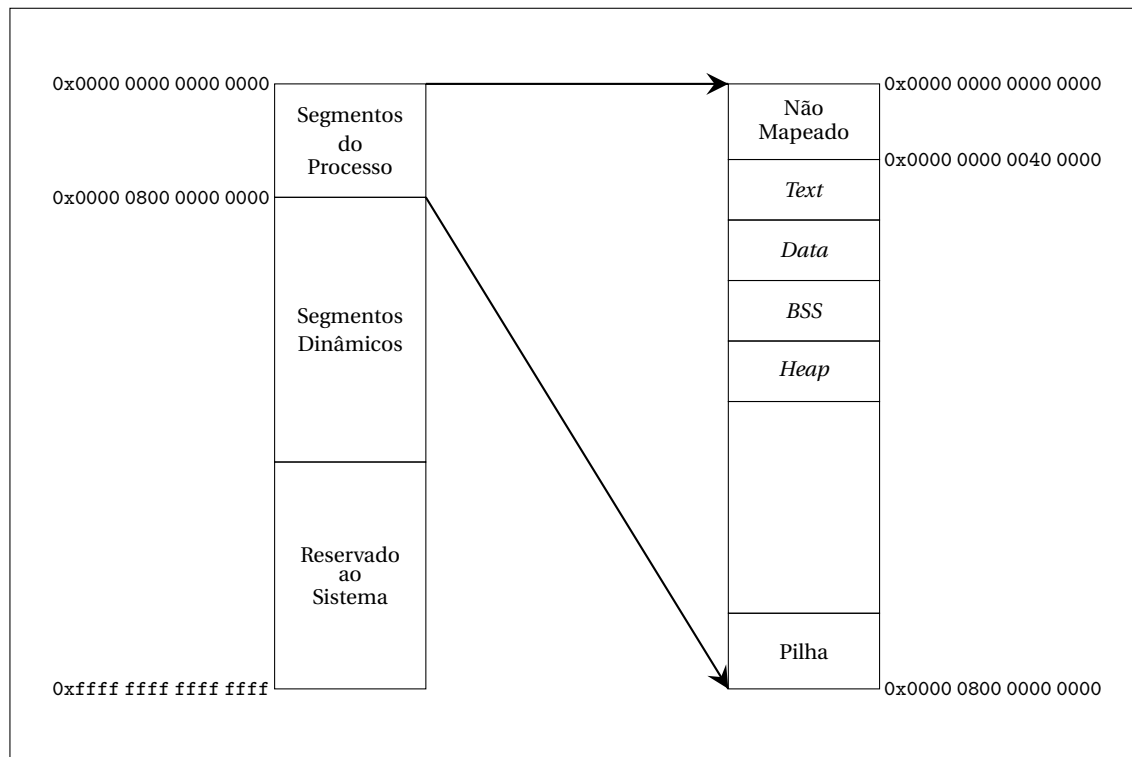 0x0000 0000 0000 0000
Segmentos
do
Processo
0x0000 0800 0000 0000
Segmentos
Dinâmicos
Reservado
ao
Sistema
0xffff ffff ffff ffff
0x0000 0000 0000 0000
Não
Mapeado
0x0000 0000 0040 0000
Text
Data
BSS
Heap
Pilha
0x0000 0800 0000 0000